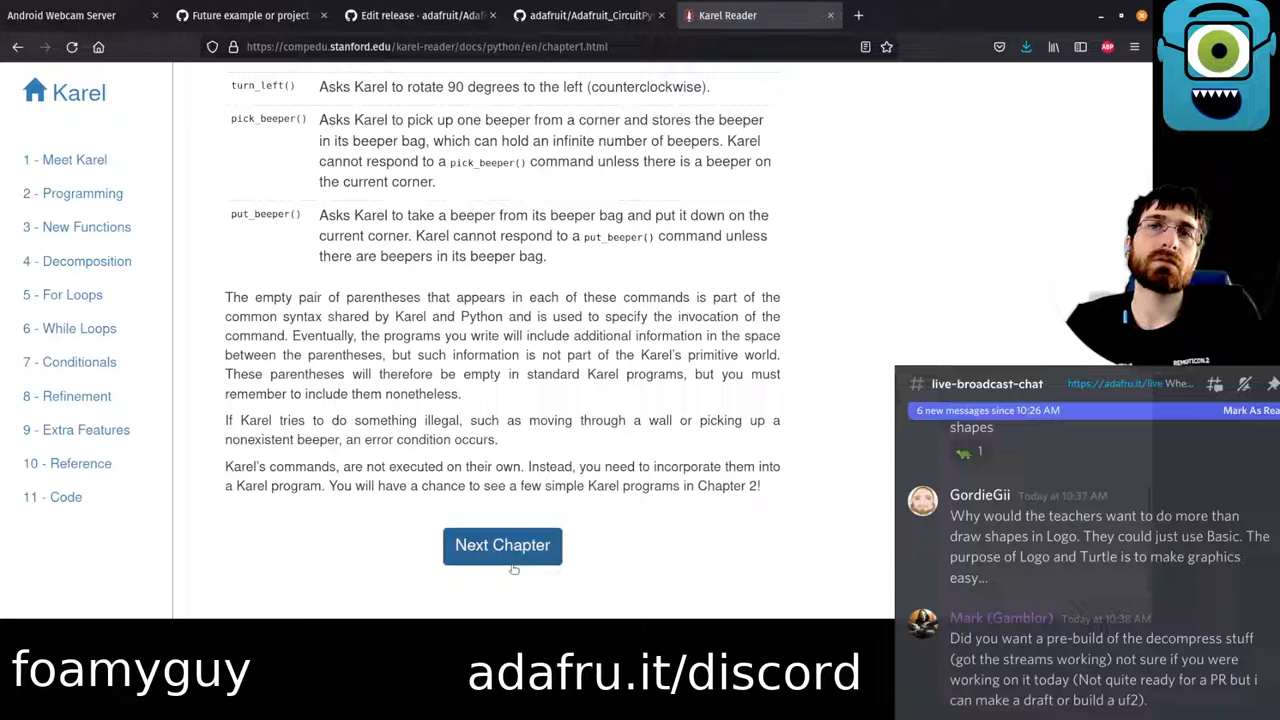 Android Webcam Server
Future example or project
Edit release · adafruit/Adaf
adafruit/Adafruit_CircuitPy
Karel Reader
https://compedu.stanford.edu/karel-reader/docs/python/en/chapter1.html
ABP
Karel
1 - Meet Karel
2 - Programming
3 - New Functions
4 - Decomposition
5 - For Loops
6 - While Loops
7 - Conditionals
8 - Refinement
9 - Extra Features
10 - Reference
11 - Code
turn_left() Asks Karel to rotate 90 degrees to the left (counterclockwise).
pick_beeper() Asks Karel to pick up one beeper from a corner and stores the beeper
in its beeper bag, which can hold an infinite number of beepers. Karel
cannot respond to a pick_beeper() command unless there is a beeper on
the current corner.
put_beeper() Asks Karel to take a beeper from its beeper bag and put it down on the
current corner. Karel cannot respond to a put_beeper() command unless
there are beepers in its beeper bag.
The empty pair of parentheses that appears in each of these commands is part of the
common syntax shared by Karel and Python and is used to specify the invocation of the
command. Eventually, the programs you write will include additional information in the space
between the parentheses, but such information is not part of the Karel's primitive world.
These parentheses will therefore be empty in standard Karel programs, but you must
remember to include them nonetheless.
If Karel tries to do something illegal, such as moving through a wall or picking up a
nonexistent beeper, an error condition occurs.
Karel's commands, are not executed on their own. Instead, you need to incorporate them into
a Karel program. You will have a chance to see a few simple Karel programs in Chapter 2!
Next Chapter
REMOTICON.2
# live-broadcast-chat https://adafru.it/live Whe...
6 new messages since 10:26 AM Mark As Rea
shapes
1
GordieGii Today at 10:37 AM
Why would the teachers want to do more than
draw shapes in Logo. They could just use Basic. The
purpose of Logo and Turtle is to make graphics
easy...
Mark (Gamblor) Today at 10:38 AM
Did you want a pre-build of the decompress stuff
(got the streams working) not sure if you were
working on it today (Not quite ready for a PR but i
can make a draft or build a uf2).
foamyguy
adafru.it/discord